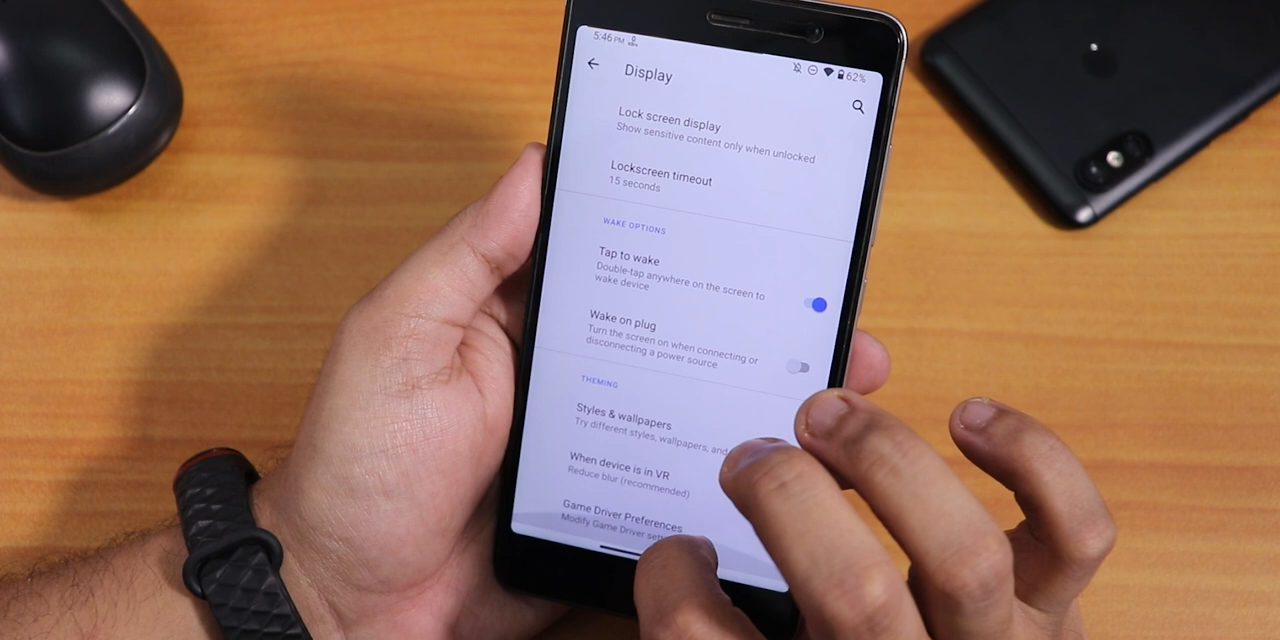 5:46 PM
62%
Display
Lock screen display
Show sensitive content only when unlocked
Lockscreen timeout
15 seconds
WAKE OPTIONS
Tap to wake
Double-tap anywhere on the screen to
wake device
Wake on plug
Turn the screen on when connecting or
disconnecting a power source
THEMING
Styles & wallpapers
Try different styles, wallpapers, and
When device is in VR
Reduce blur (recommended)
Game Driver Preferences
Modify Game Driver